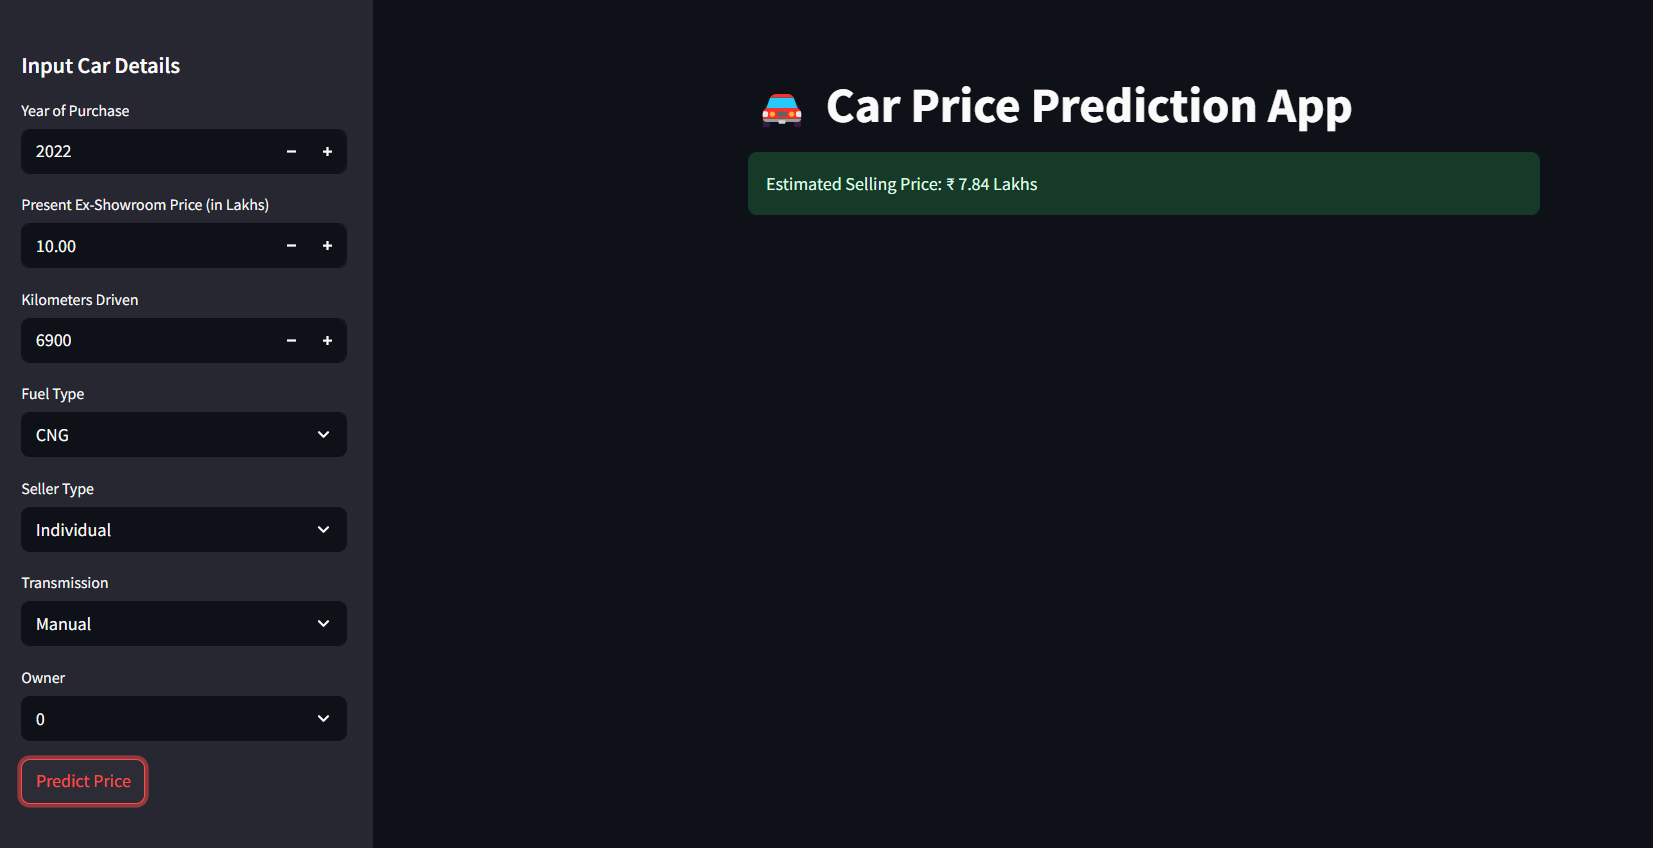 Input Car Details
Year of Purchase
2022
Present Ex-Showroom Price (in Lakhs)
10.00
Kilometers Driven
6900
Fuel Type
CNG
Seller Type
Individual
Transmission
Manual
Owner
0
Predict Price
Car Price Prediction App
Estimated Selling Price: ₹ 7.84 Lakhs